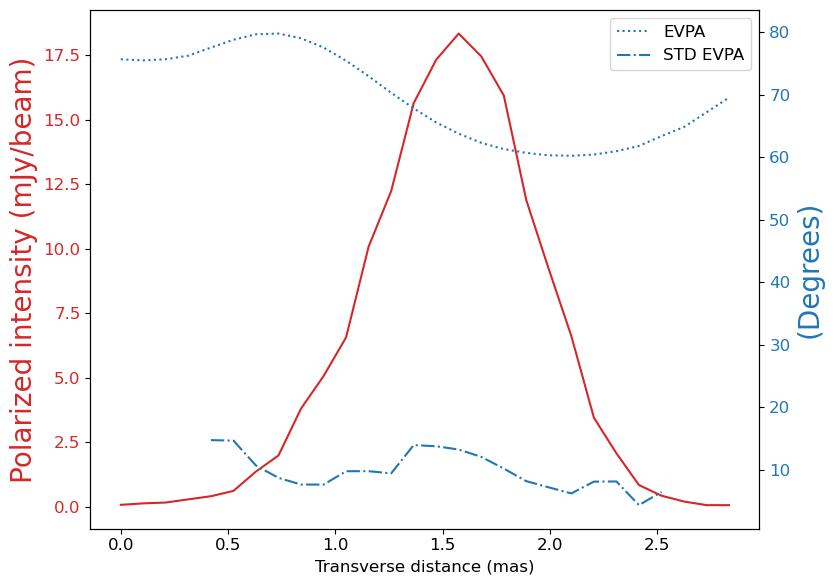 EVPA
STD EVPA
Polarized intensity (mJy/beam)
17.5
15.0
12.5
10.0
7.5
5.0
2.5
0.0
80
70
60
50
40
30
20
10
(Degrees)
0.0 0.5 1.0 1.5 2.0 2.5
Transverse distance (mas)